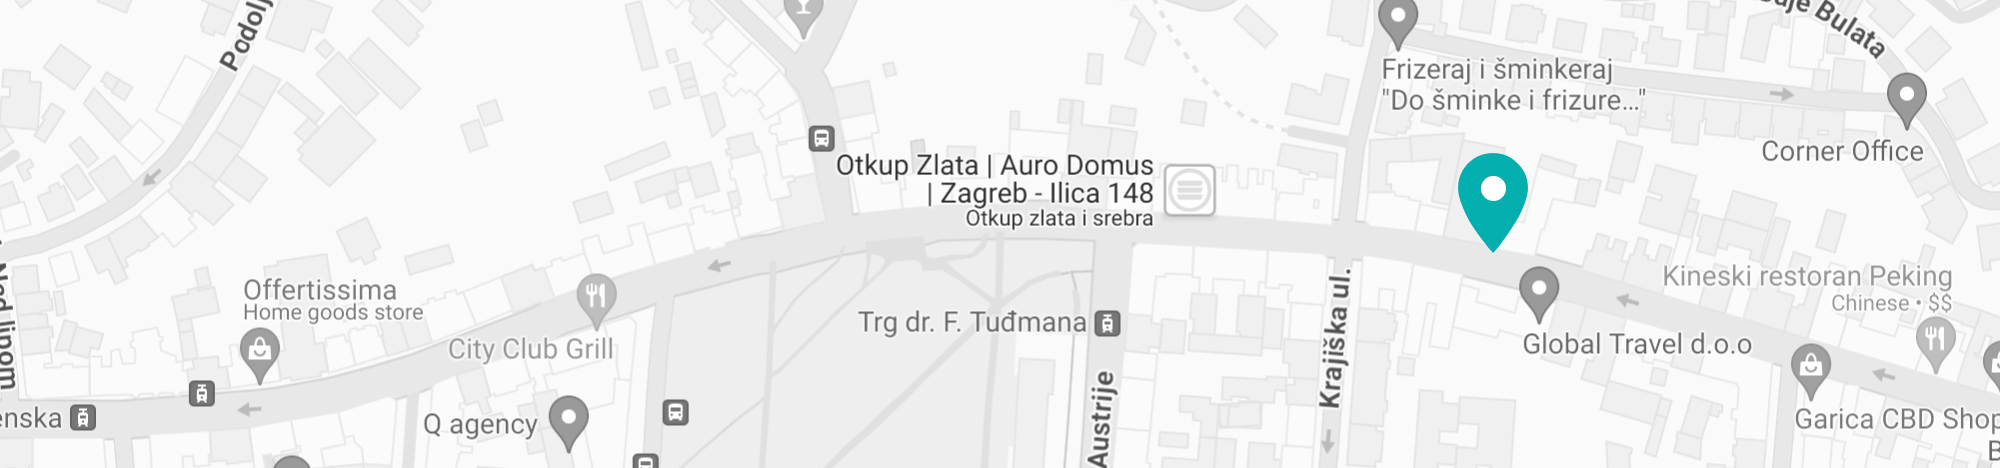 Podolj
Buje Bulata
Frizeraj i šminkeraj
"Do šminke i frizure..."
Corner Office
Otkup Zlata | Auro Domus
| Zagreb - Ilica 148
Otkup zlata i srebra
Offertissima
Home goods store
City Club Grill
Trg dr. F. Tuđmana
Krajiška ul.
Kineski restoran Peking
Chinese • $$
Global Travel d.o.o
Austrije
Q agency
enska
Garica CBD Shop
B